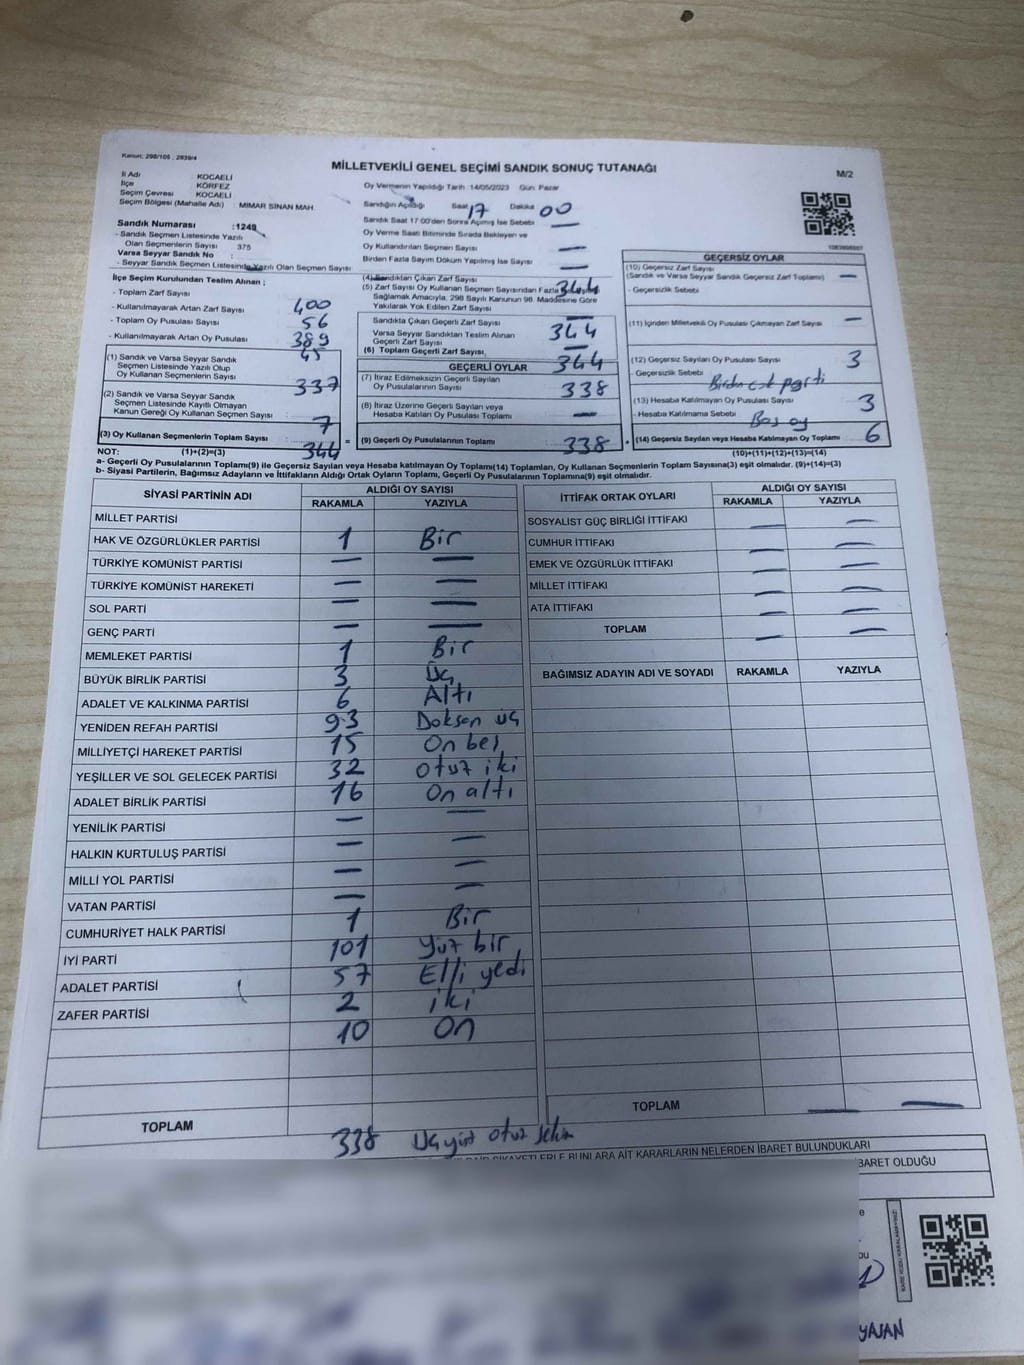 Kanun; 298/105 , 2839/4
MİLLETVEKİLİ GENEL SEÇİMİ SANDIK SONUÇ TUTANAĞI
M/2
İl Adı KOCAELİ
İlçe KÖRFEZ
Seçim Çevresi KOCAELİ
Seçim Bölgesi (Mahalle Adı) : MİMAR SİNAN MAH.
Oy Vermenin Yapıldığı Tarih 14/05/2023 Gün: Pazar
Sandığın Açıldığı Saat 17 Dakika 00
Sandık Saat 17:00'den Sonra Açılmış İse Sebebi —
Oy Verme Saati Bitiminde Sırada Bekleyen ve
Oy Kullandırılan Seçmen Sayısı —
Birden Fazla Sayım Döküm Yapılmış İse Sayısı —
Sandık Numarası :1249
- Sandık Seçmen Listesinde Yazılı
Olan Seçmenlerin Sayısı 375
Varsa Seyyar Sandık No :
- Seyyar Sandık Seçmen Listesinde Yazılı Olan Seçmen Sayısı
İlçe Seçim Kurulundan Teslim Alınan ;
- Toplam Zarf Sayısı 400
- Kullanılmayarak Artan Zarf Sayısı 56
- Toplam Oy Pusulası Sayısı : 389
- Kullanılmayarak Artan Oy Pusulası Sayısı : 45
(1) Sandık ve Varsa Seyyar Sandık
Seçmen Listesinde Yazılı Olup
Oy Kullanan Seçmenlerin Sayısı 337
(2) Sandık ve Varsa Seyyar Sandık
Seçmen Listesinde Kayıtlı Olmayan
Kanun Gereği Oy Kullanan Seçmen Sayısı : 7
(3) Oy Kullanan Seçmenlerin Toplam Sayısı : 344
(4) Sandıktan Çıkan Zarf Sayısı 344
(5) Zarf Sayısı Oy Kullanan Seçmen Sayısından Fazla
Sağlamak Amacıyla, 298 Sayılı Kanunun 98. Maddesine Göre
Yakılarak Yok Edilen Zarf Sayısı —
Sandıkta Çıkan Geçerli Zarf Sayısı 344
Varsa Seyyar Sandıktan Teslim Alınan
Geçerli Zarf Sayısı —
(6) Toplam Geçerli Zarf Sayısı 344
GEÇERLİ OYLAR
(7) İtiraz Edilmeksizin Geçerli Sayılan
Oy Pusulalarının Sayısı 338
(8) İtiraz Üzerine Geçerli Sayılan veya
Hesaba Katılan Oy Pusulası Toplamı —
= (9) Geçerli Oy Pusulalarının Toplamı 338
GEÇERSİZ OYLAR
(10) Geçersiz Zarf Sayısı
(Sandık ve Varsa Seyyar Sandık Geçersiz Zarf Toplamı) —
- Geçersizlik Sebebi
(11) İçinden Milletvekili Oy Pusulası Çıkmayan Zarf Sayısı —
(12) Geçersiz Sayılan Oy Pusulası Sayısı 3
- Geçersizlik Sebebi Birden çok parti
(13) Hesaba Katılmayan Oy Pusulası Sayısı 3
- Hesaba Katılmama Sebebi Boş oy
(14) Geçersiz Sayılan veya Hesaba Katılmayan Oy Toplamı 6
NOT: (1)+(2)=(3) (10)+(11)+(12)+(13)=(14)
a- Geçerli Oy Pusulalarının Toplamı(9) ile Geçersiz Sayılan veya Hesaba katılmayan Oy Toplamı(14) Toplamları, Oy Kullanan Seçmenlerin Toplam Sayısına(3) eşit olmalıdır. (9)+(14)=(3)
b- Siyasi Partilerin, Bağımsız Adayların ve İttifakların Aldığı Ortak Oyların Toplamı, Geçerli Oy Pusulalarının Toplamına(9) eşit olmalıdır.
SİYASİ PARTİNİN ADI ALDIĞI OY SAYISI
RAKAMLA YAZIYLA
MİLLET PARTİSİ
HAK VE ÖZGÜRLÜKLER PARTİSİ 1 Bir
TÜRKİYE KOMÜNİST PARTİSİ — —
TÜRKİYE KOMÜNİST HAREKETİ — —
SOL PARTİ — —
GENÇ PARTİ — —
MEMLEKET PARTİSİ 1 Bir
BÜYÜK BİRLİK PARTİSİ 3 Üç
ADALET VE KALKINMA PARTİSİ 6 Altı
YENİDEN REFAH PARTİSİ 93 Doksan üç
MİLLİYETÇİ HAREKET PARTİSİ 15 On beş
YEŞİLLER VE SOL GELECEK PARTİSİ 32 Otuz iki
ADALET BİRLİK PARTİSİ 16 On altı
YENİLİK PARTİSİ — —
HALKIN KURTULUŞ PARTİSİ — —
MİLLİ YOL PARTİSİ — —
VATAN PARTİSİ — —
CUMHURİYET HALK PARTİSİ 1 Bir
İYİ PARTİ 101 Yüz bir
ADALET PARTİSİ 57 Elli yedi
ZAFER PARTİSİ 2 iki
10 On
TOPLAM 338 Üçyüz otuz sekiz
İTTİFAK ORTAK OYLARI ALDIĞI OY SAYISI
RAKAMLA YAZIYLA
SOSYALİST GÜÇ BİRLİĞİ İTTİFAKI — —
CUMHUR İTTİFAKI — —
EMEK VE ÖZGÜRLÜK İTTİFAKI — —
MİLLET İTTİFAKI — —
ATA İTTİFAKI — —
TOPLAM — —
BAĞIMSIZ ADAYIN ADI VE SOYADI RAKAMLA YAZIYLA
TOPLAM — —
ŞİKAYETLERLE BUNLARA AİT KARARLARIN NELERDEN İBARET BULUNDUKLARI
BARET OLDUĞU